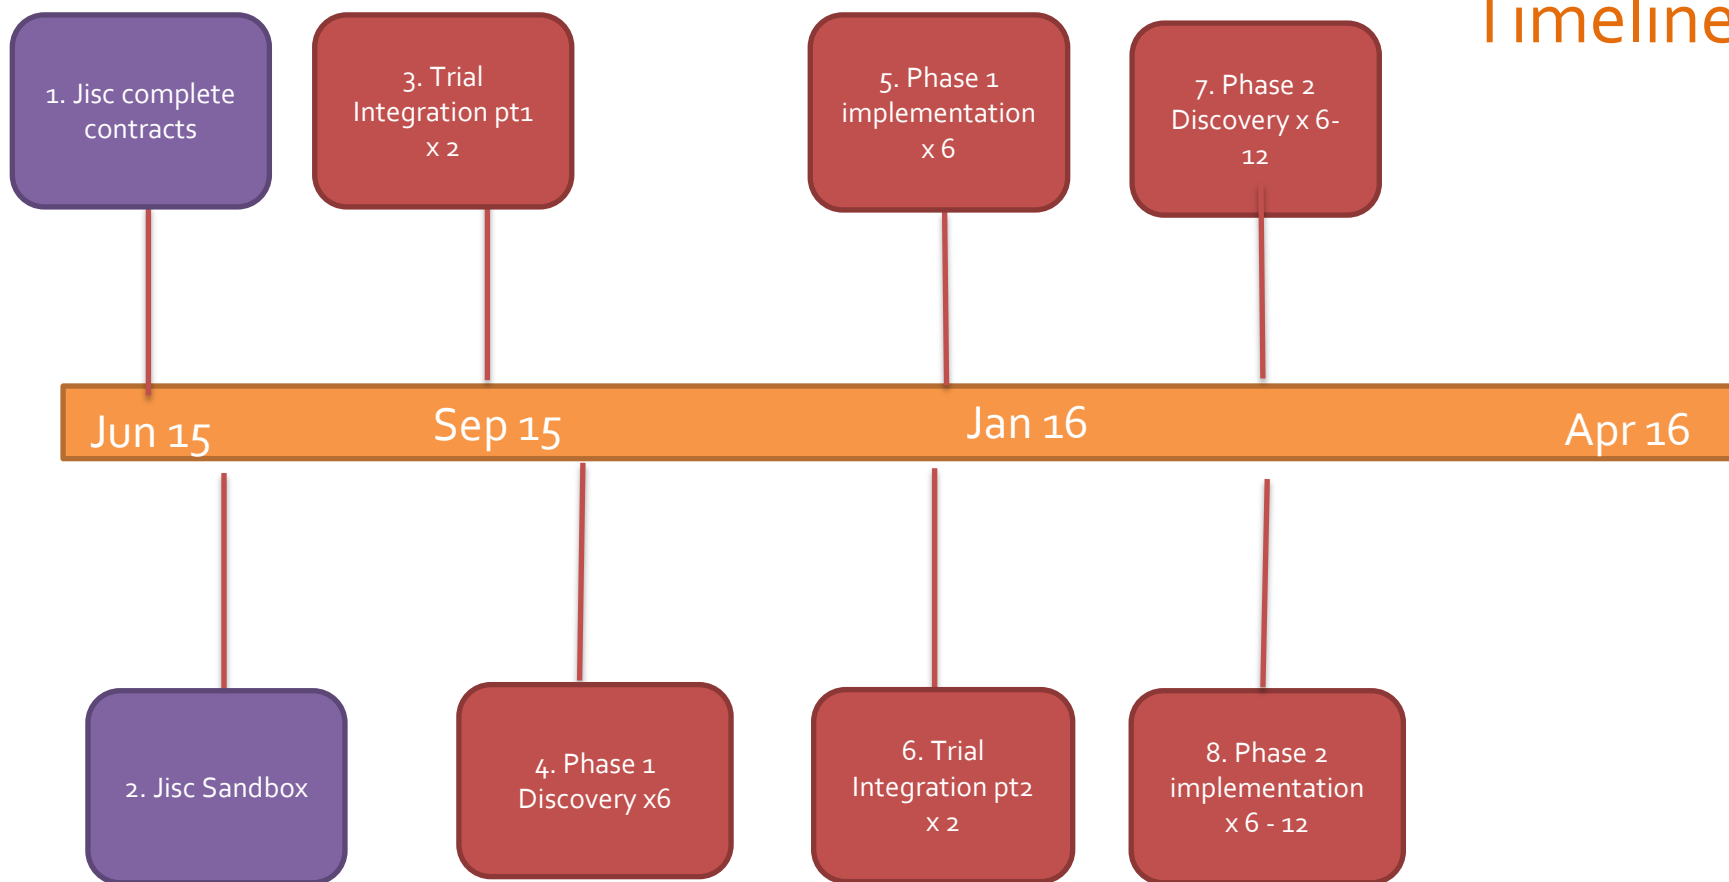 Timeline
1. Jisc complete
contracts
3. Trial
Integration pt1
x 2
5. Phase 1
implementation
x 6
7. Phase 2
Discovery x 6-
12
Jun 15
Sep 15
Jan 16
Apr 16
2. Jisc Sandbox
4. Phase 1
Discovery x6
6. Trial
Integration pt2
x 2
8. Phase 2
implementation
x 6 - 12